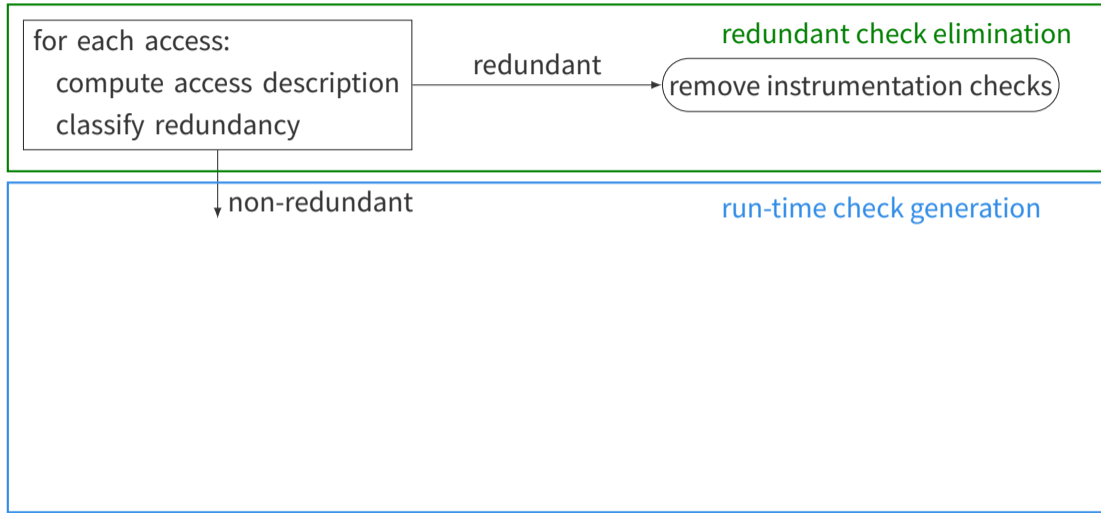 for each access:
compute access description
classify redundancy
redundant
redundant check elimination
remove instrumentation checks
non-redundant
run-time check generation